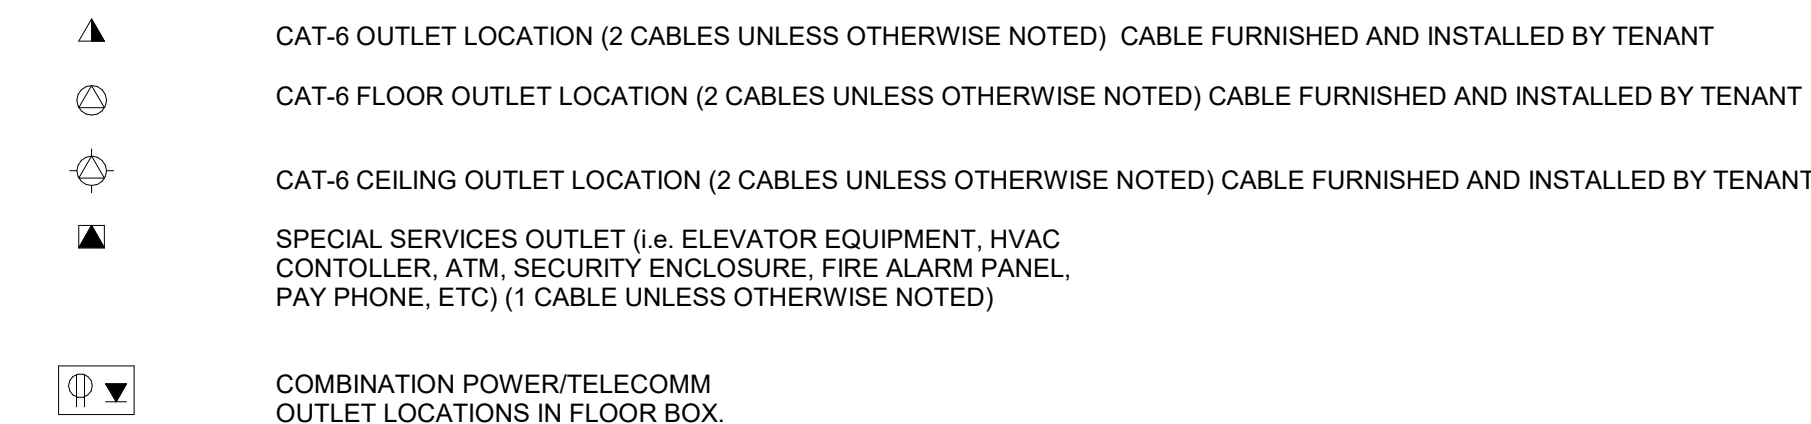 CAT-6 OUTLET LOCATION (2 CABLES UNLESS OTHERWISE NOTED)  CABLE FURNISHED AND INSTALLED BY TENANT
CAT-6 FLOOR OUTLET LOCATION (2 CABLES UNLESS OTHERWISE NOTED) CABLE FURNISHED AND INSTALLED BY TENANT
CAT-6 CEILING OUTLET LOCATION (2 CABLES UNLESS OTHERWISE NOTED) CABLE FURNISHED AND INSTALLED BY TENANT
SPECIAL SERVICES OUTLET (i.e. ELEVATOR EQUIPMENT, HVAC
CONTOLLER, ATM, SECURITY ENCLOSURE, FIRE ALARM PANEL,
PAY PHONE, ETC) (1 CABLE UNLESS OTHERWISE NOTED)
COMBINATION POWER/TELECOMM
OUTLET LOCATIONS IN FLOOR BOX.